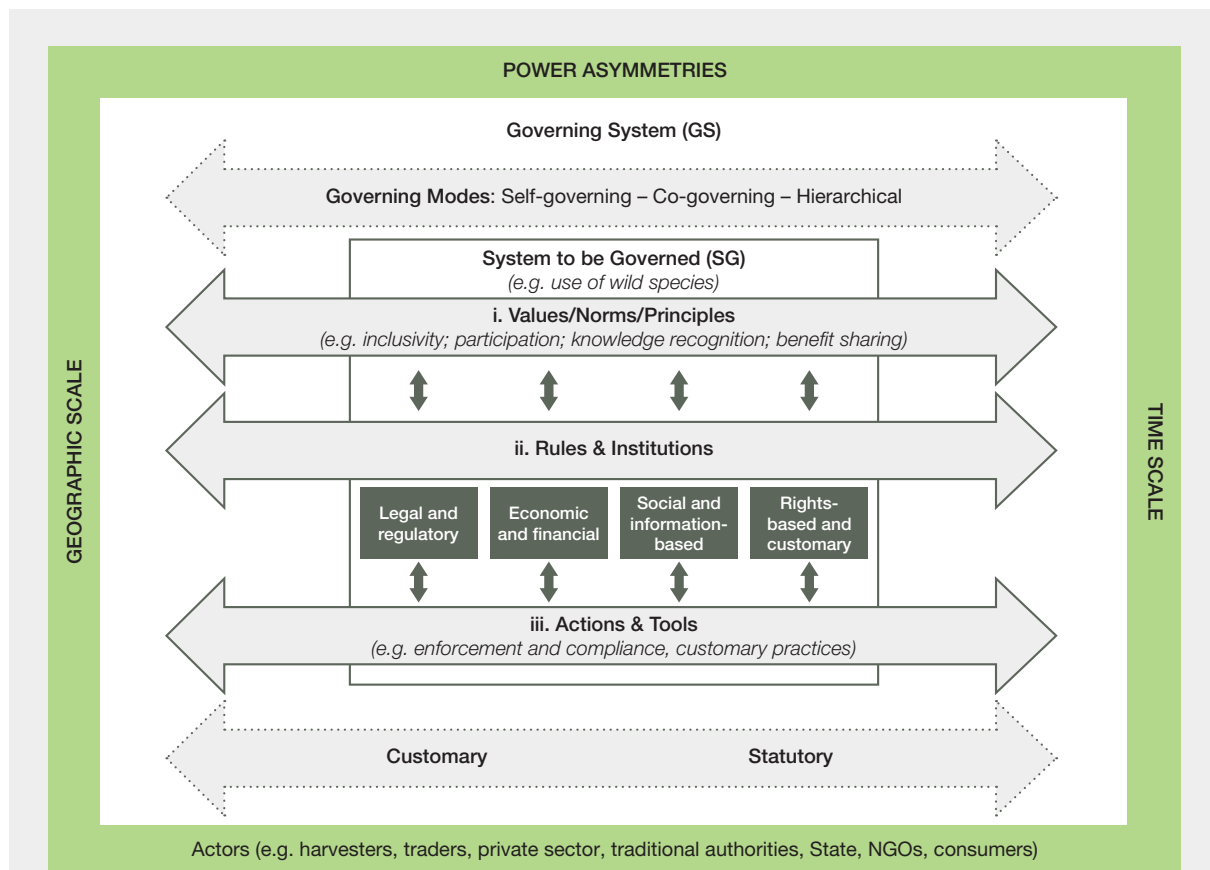 POWER ASYMMETRIES
Governing System (GS)
Governing Modes: Self-governing – Co-governing – Hierarchical
System to be Governed (SG)
(e.g. use of wild species)
i. Values/Norms/Principles
(e.g. inclusivity; participation; knowledge recognition; benefit sharing)
GEOGRAPHIC SCALE
TIME SCALE
ii. Rules & Institutions
Legal and
regulatory
Economic
and financial
Social and
information-
based
Rights-
based and
customary
iii. Actions & Tools
(e.g. enforcement and compliance, customary practices)
Customary
Statutory
Actors (e.g. harvesters, traders, private sector, traditional authorities, State, NGOs, consumers)